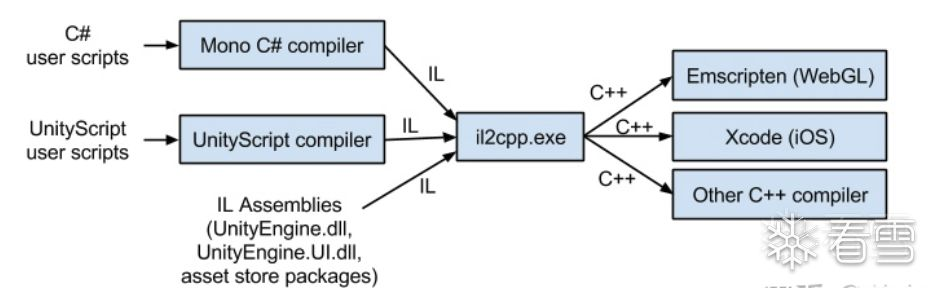 C#
user scripts
Mono C# compiler
IL
UnityScript
user scripts
UnityScript compiler
IL
IL Assemblies
(UnityEngine.dll,
UnityEngine.UI.dll,
asset store packages)
IL
il2cpp.exe
C++
Emscripten (WebGL)
C++
Xcode (iOS)
C++
Other C++ compiler
看雪